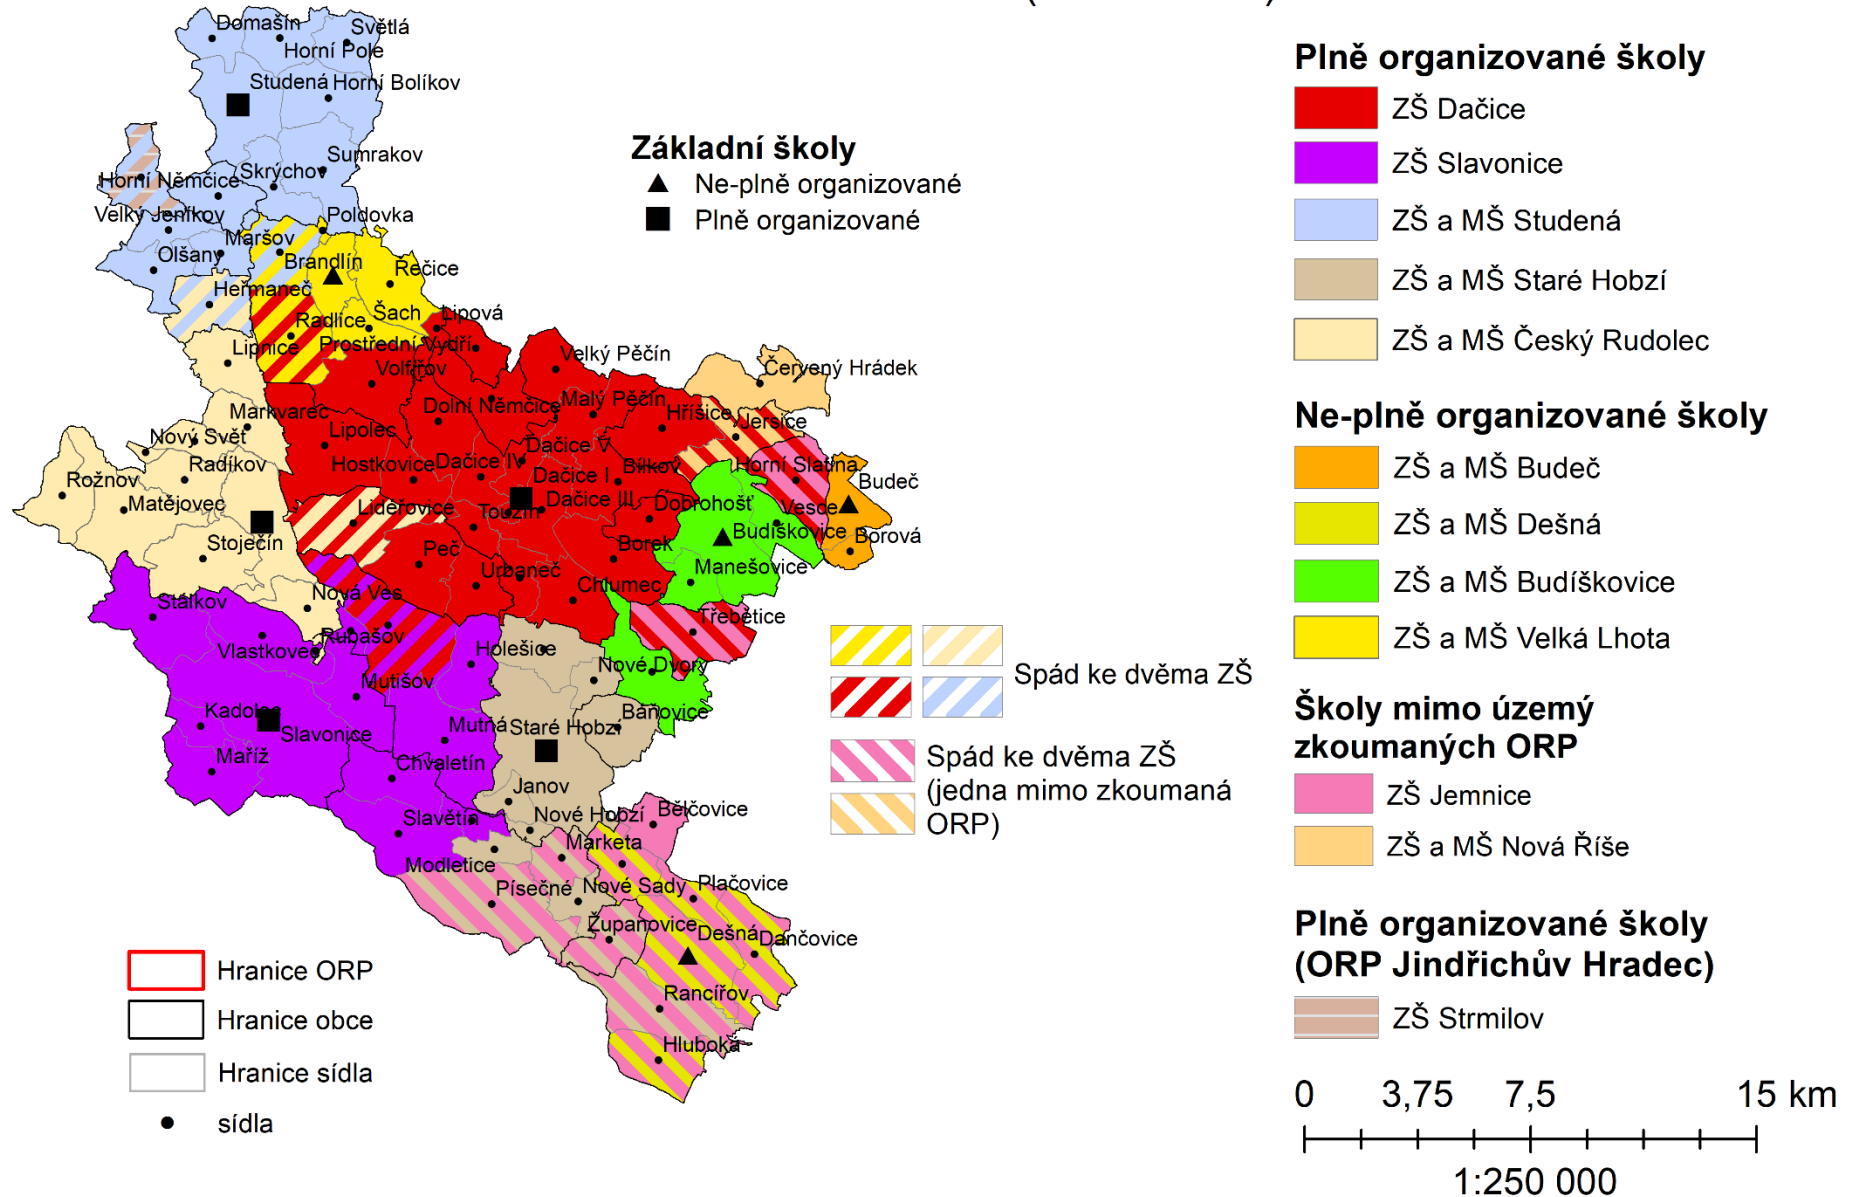 Domašín
Světlá
Horní Pole
Studená
Horní Bolíkov
Sumrakov
Skrýchov
Horní Němčice
Velký Jeníkov
Poldovka
Maršov
Olšany
Brandlín
Řečice
Heřmaneč
Radlice
Šach
Lipová
Lipnice
Prostřední Vydří
Velký Pěčín
Volfířov
Červený Hrádek
Markvarec
Dolní Němčice
Malý Pěčín
Hříšice
Jersice
Nový Svět
Lipolec
Dačice V
Radíkov
Hostkovice
Dačice IV
Bílkov
Horní Slatina
Rožnov
Dačice I
Budeč
Matějovec
Lidéřovice
Toužín
Dačice III
Dobrohošť
Vesce
Stoječín
Peč
Borek
Budíškovice
Borová
Urbaneč
Manešovice
Chlumec
Stálkov
Nová Ves
Třebětice
Rubašov
Vlastkovec
Holešice
Nové Dvory
Mutišov
Kadolec
Slavonice
Mutná
Staré Hobzí
Báňovice
Maříž
Chvaletín
Janov
Slavětín
Nové Hobzí
Bělčovice
Marketa
Modletice
Písečné
Nové Sady
Plačovice
Županovice
Dešná
Dančovice
Rancířov
Hluboká
Základní školy
Ne-plně organizované
Plně organizované
Spád ke dvěma ZŠ
Spád ke dvěma ZŠ
(jedna mimo zkoumaná
ORP)
Hranice ORP
Hranice obce
Hranice sídla
sídla
Plně organizované školy
ZŠ Dačice
ZŠ Slavonice
ZŠ a MŠ Studená
ZŠ a MŠ Staré Hobzí
ZŠ a MŠ Český Rudolec
Ne-plně organizované školy
ZŠ a MŠ Budeč
ZŠ a MŠ Dešná
ZŠ a MŠ Budíškovice
ZŠ a MŠ Velká Lhota
Školy mimo územý
zkoumaných ORP
ZŠ Jemnice
ZŠ a MŠ Nová Říše
Plně organizované školy
(ORP Jindřichův Hradec)
ZŠ Strmilov
0 3,75 7,5 15 km
1:250 000